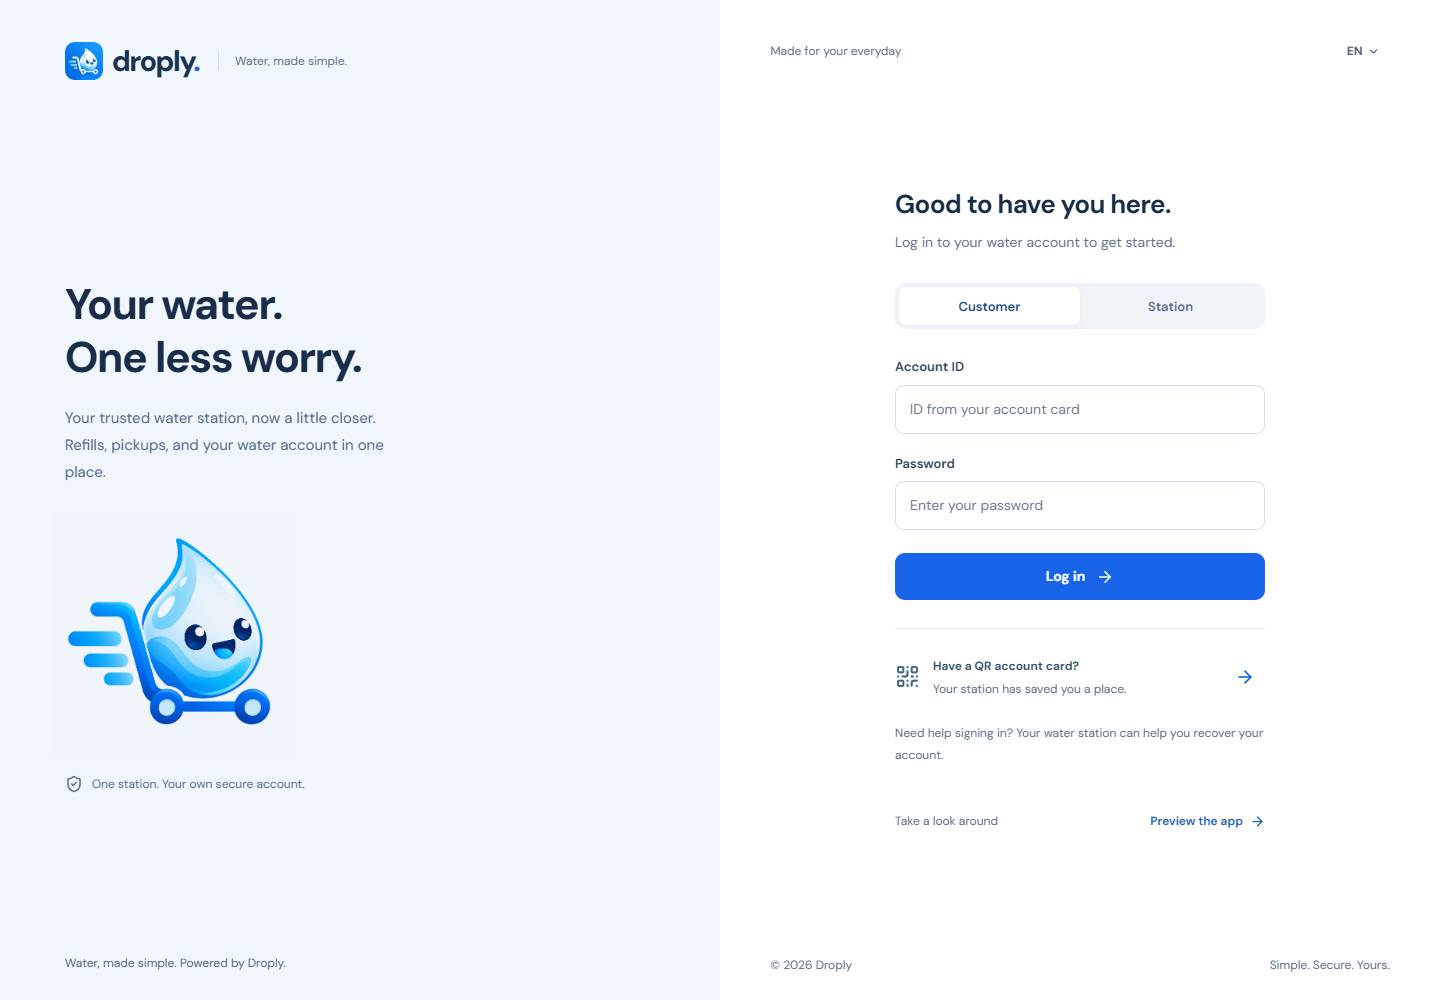 droply.
Water, made simple.
Your water.
One less worry.
Your trusted water station, now a little closer.
Refills, pickups, and your water account in one
place.
One station. Your own secure account.
Water, made simple. Powered by Droply.
Made for your everyday
EN
Good to have you here.
Log in to your water account to get started.
Customer
Station
Account ID
ID from your account card
Password
Enter your password
Log in
Have a QR account card?
Your station has saved you a place.
Need help signing in? Your water station can help you recover your
account.
Take a look around
Preview the app
© 2026 Droply
Simple. Secure. Yours.